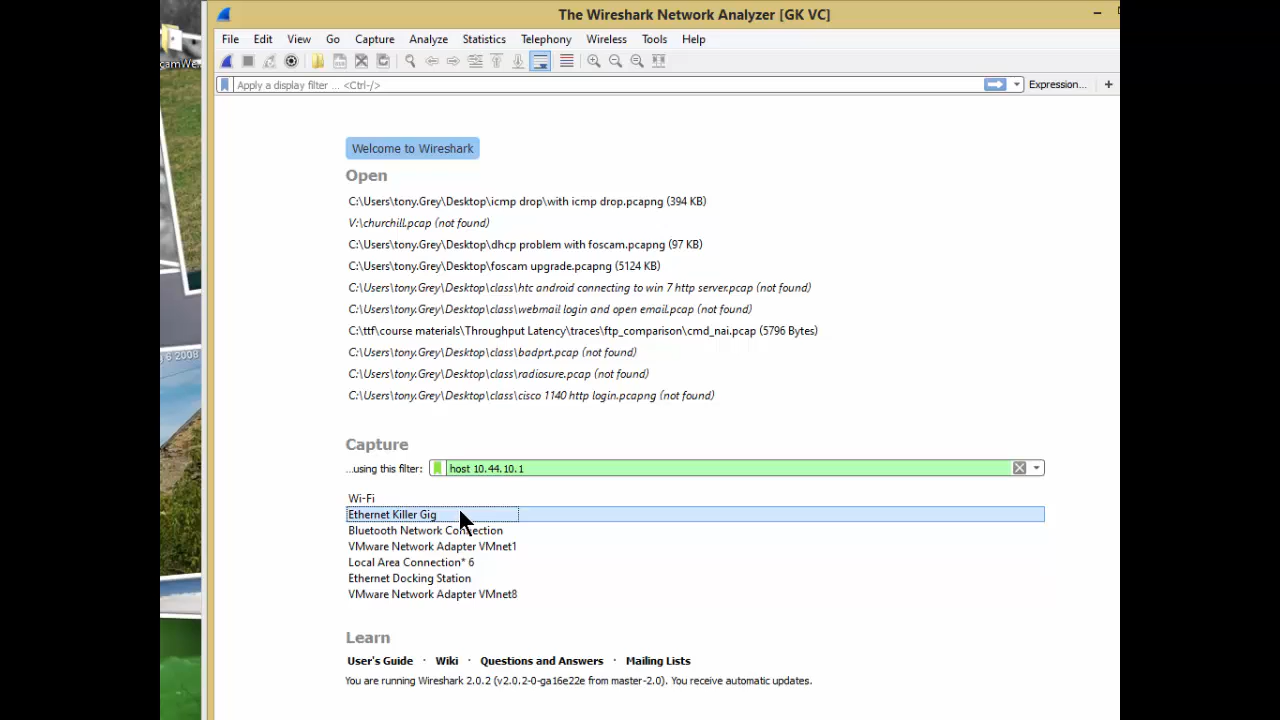 The Wireshark Network Analyzer [GK VC]
File Edit View Go Capture Analyze Statistics Telephony Wireless Tools Help
Apply a display filter ... <Ctrl-/> Expression... +
Welcome to Wireshark
Open
C:\Users\tony.Grey\Desktop\icmp drop\with icmp drop.pcapng (394 KB)
V:\churchill.pcap (not found)
C:\Users\tony.Grey\Desktop\dhcp problem with foscam.pcapng (97 KB)
C:\Users\tony.Grey\Desktop\foscam upgrade.pcapng (5124 KB)
C:\Users\tony.Grey\Desktop\class\htc android connecting to win 7 http server.pcap (not found)
C:\Users\tony.Grey\Desktop\class\webmail login and open email.pcap (not found)
C:\ttf\course materials\Throughput Latency\traces\ftp_comparison\cmd_nai.pcap (5796 Bytes)
C:\Users\tony.Grey\Desktop\class\badprt.pcap (not found)
C:\Users\tony.Grey\Desktop\class\radiosure.pcap (not found)
C:\Users\tony.Grey\Desktop\class\cisco 1140 http login.pcapng (not found)
Capture
...using this filter: host 10.44.10.1
Wi-Fi
Ethernet Killer Gig
Bluetooth Network Connection
VMware Network Adapter VMnet1
Local Area Connection* 6
Ethernet Docking Station
VMware Network Adapter VMnet8
Learn
User's Guide · Wiki · Questions and Answers · Mailing Lists
You are running Wireshark 2.0.2 (v2.0.2-0-ga16e22e from master-2.0). You receive automatic updates.